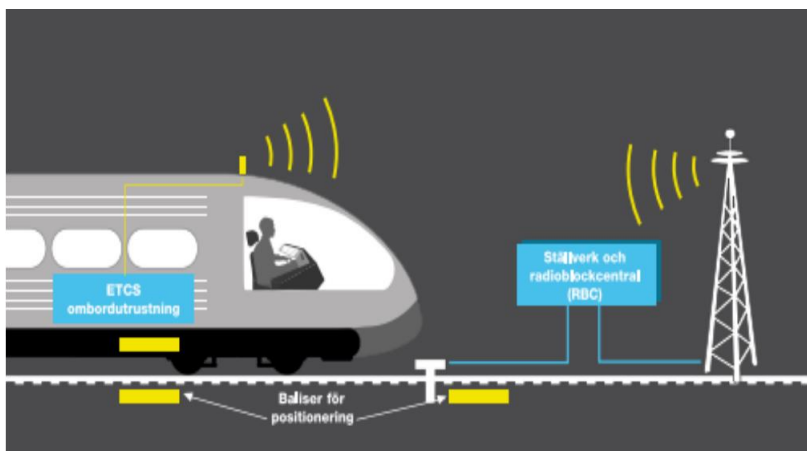 ETCS
ombordutrustning
Ställverk och
radioblockcentral
(RBC)
Baliser för
positionering